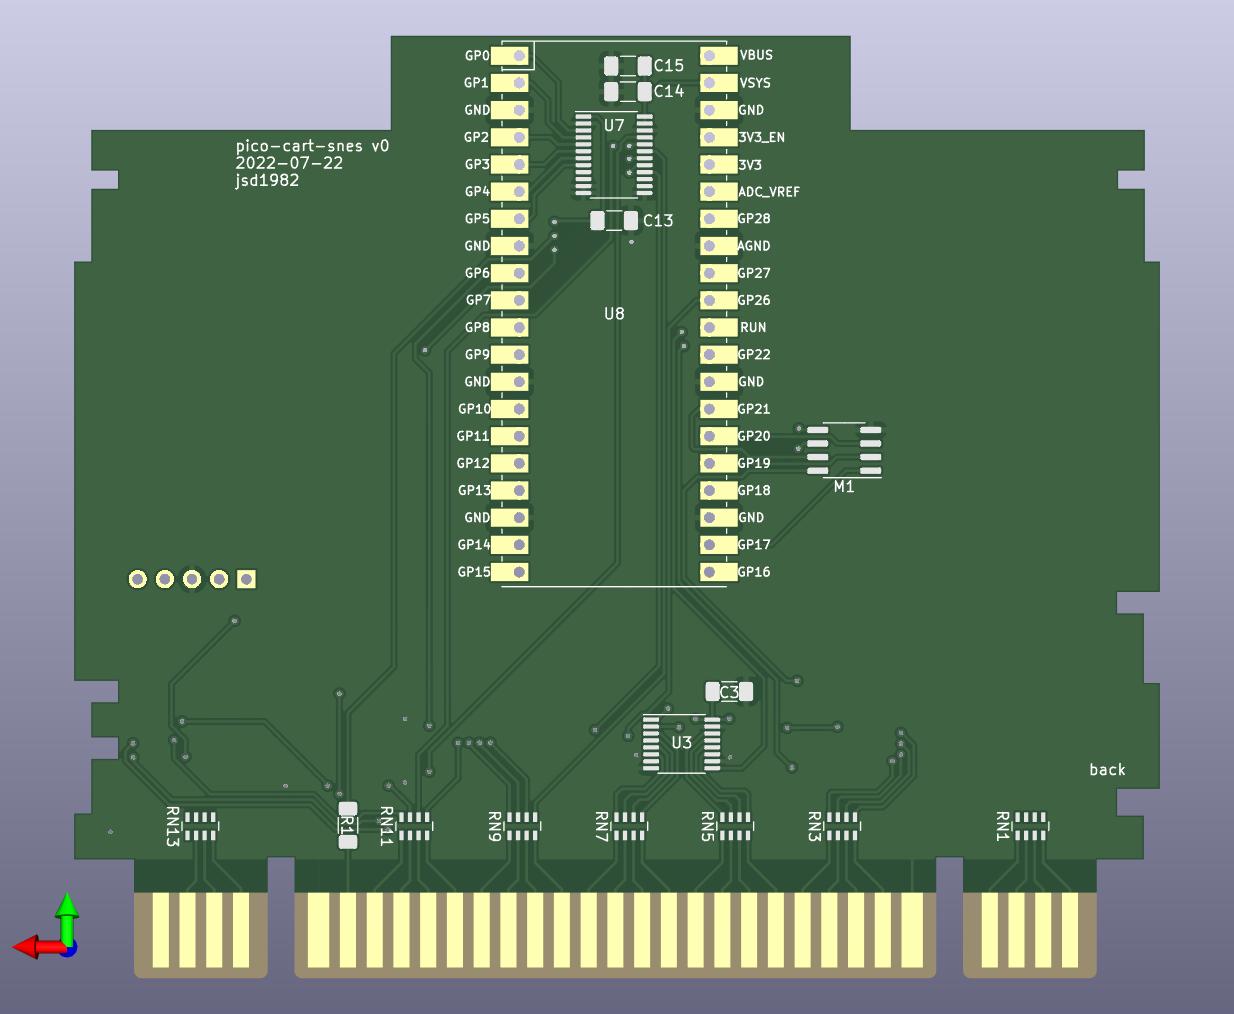 GP0
VBUS
C15
GP1
VSYS
C14
GND
GND
U7
GP2
3V3_EN
pico-cart-snes v0
2022-07-22
jsd1982
GP3
3V3
GP4
ADC_VREF
GP5
C13
GP28
GND
AGND
GP6
GP27
GP7
GP26
U8
GP8
RUN
GP9
GP22
GND
GND
GP10
GP21
GP11
GP20
GP12
GP19
GP13
GP18
M1
GND
GND
GP14
GP17
GP15
GP16
C3
U3
back
RN13
R1
RN11
RN9
RN7
RN5
RN3
RN1